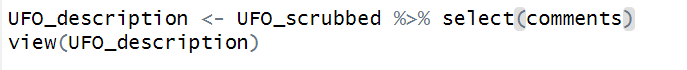 UFO_description <- UFO_scrubbed %>% select(comments)
view(UFO_description)